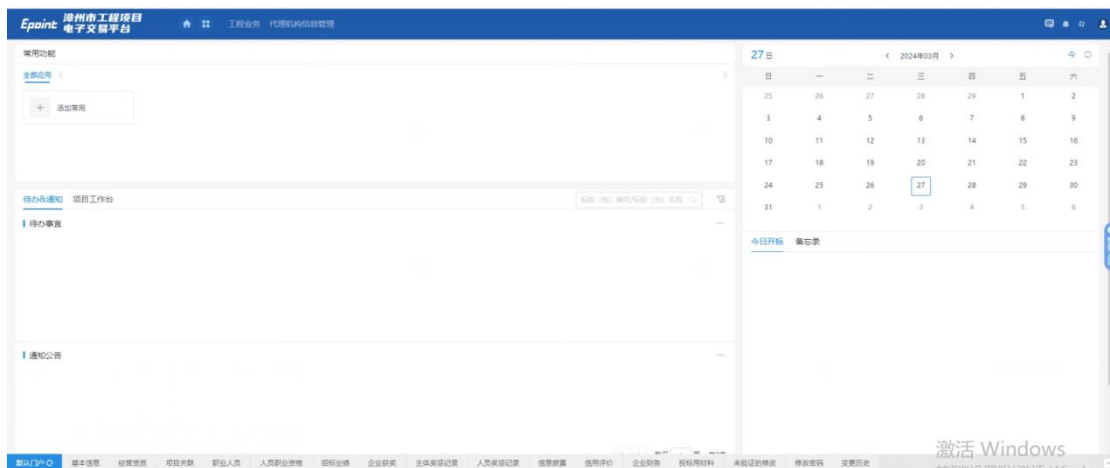 Epoint 漳州市工程项目
电子交易平台
工程业务 代理机构信息管理
常用功能
全部应用
添加常用
待办&通知 项目工作台
待办事宜
通知公告
27日 2024年03月
日 一 二 三 四 五 六
25 26 27 28 29 1 2
3 4 5 6 7 8 9
10 11 12 13 14 15 16
17 18 19 20 21 22 23
24 25 26 27 28 29 30
31 1 2 3 4 5 6
今日开标 备忘录
激活 Windows
默认门户 基本信息 经营资质 项目关联 职业人员 人员职业资格 招标业绩 企业获奖 主体奖惩记录 人员奖惩记录 信息披露 信用评价 企业财务 投标用材料 未验证的修改 修改密码 变更历史